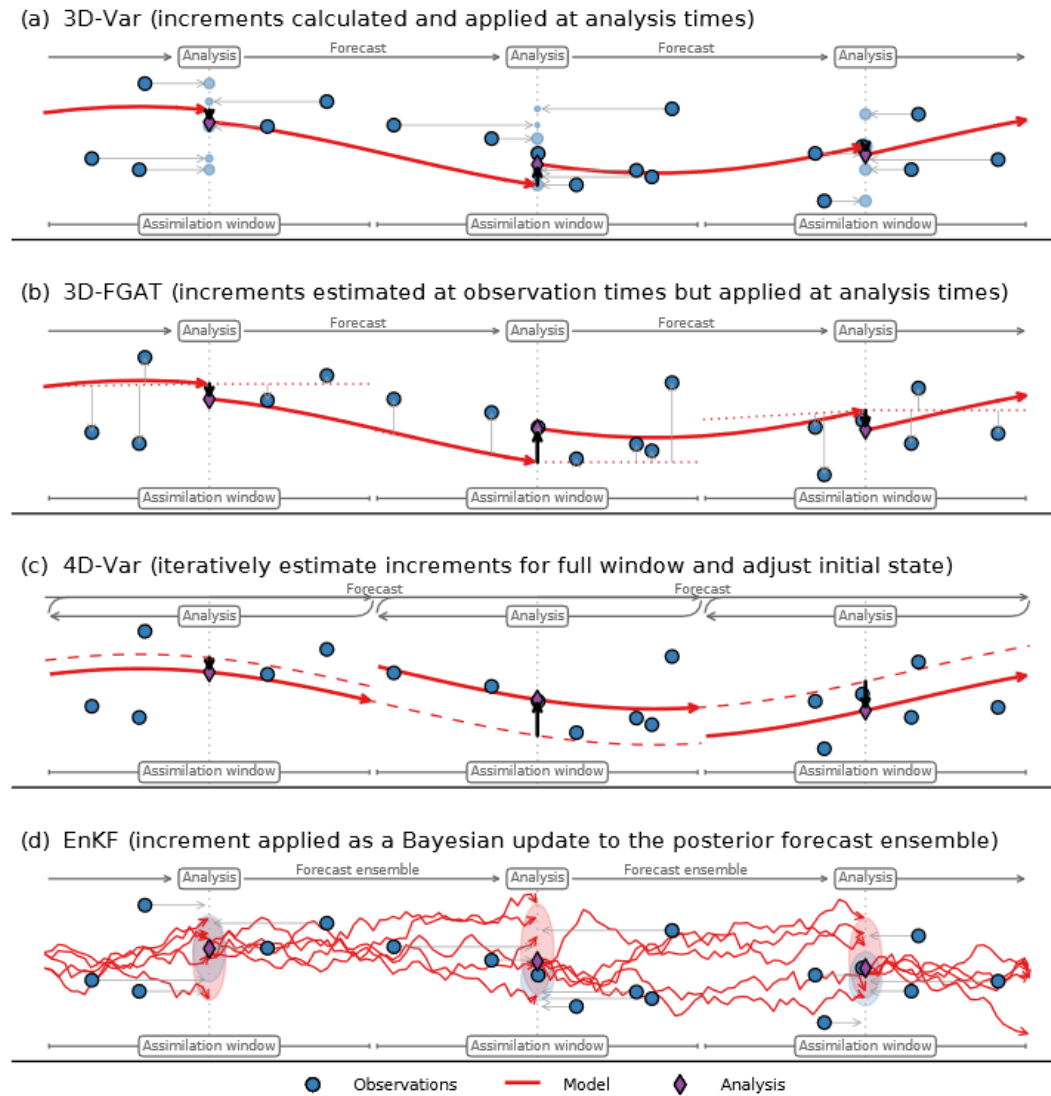 (a) 3D-Var (increments calculated and applied at analysis times)
Analysis Forecast Analysis Analysis
Assimilation window Assimilation window Assimilation window
(b) 3D-FGAT (increments estimated at observation times but applied at analysis times)
Analysis Forecast Analysis Forecast Analysis
Assimilation window Assimilation window Assimilation window
(c) 4D-Var (iteratively estimate increments for full window and adjust initial state)
Forecast Forecast
Analysis Analysis Analysis
Assimilation window Assimilation window Assimilation window
(d) EnKF (increment applied as a Bayesian update to the posterior forecast ensemble)
Analysis Forecast ensemble Analysis Forecast ensemble Analysis
Assimilation window Assimilation window Assimilation window
Observations Model Analysis